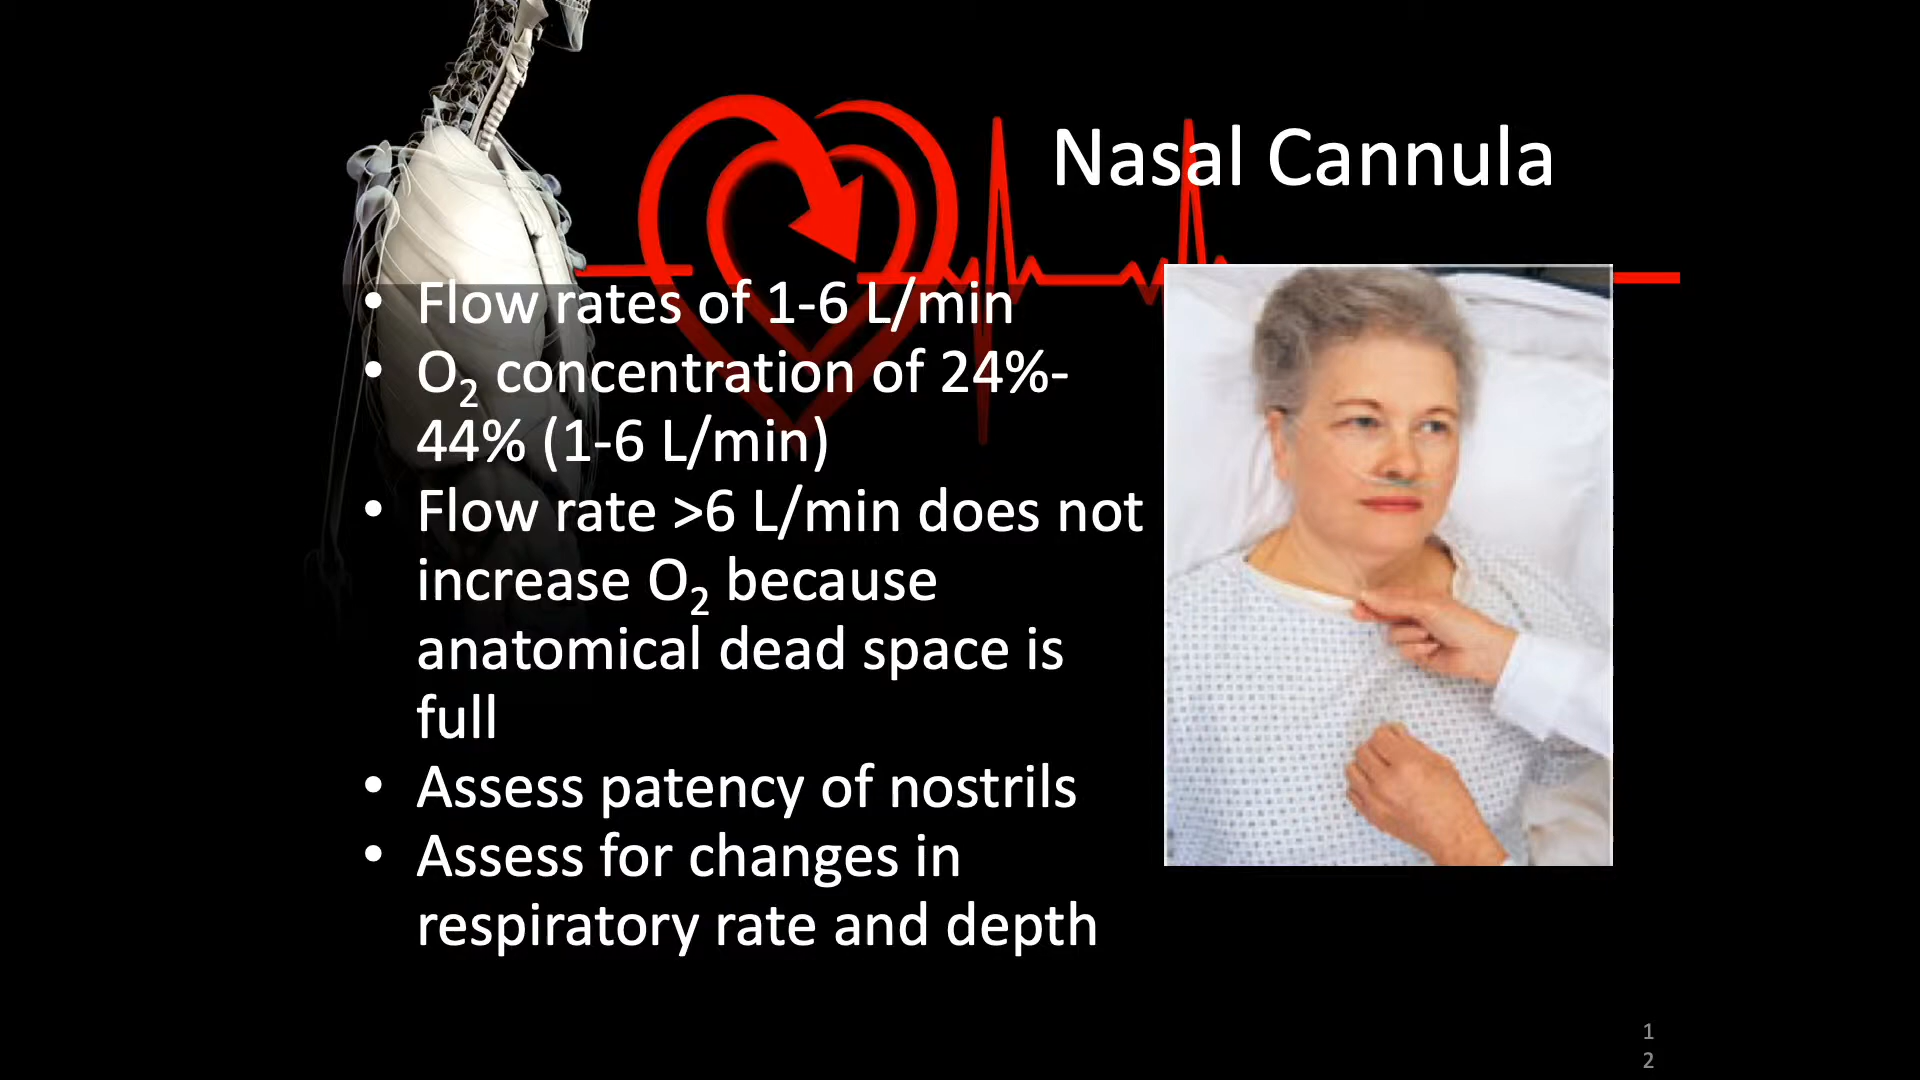 Nasal Cannula
• Flow rates of 1-6 L/min
• O₂ concentration of 24%-
44% (1-6 L/min)
• Flow rate >6 L/min does not
increase O₂ because
anatomical dead space is
full
• Assess patency of nostrils
• Assess for changes in
respiratory rate and depth
1
2